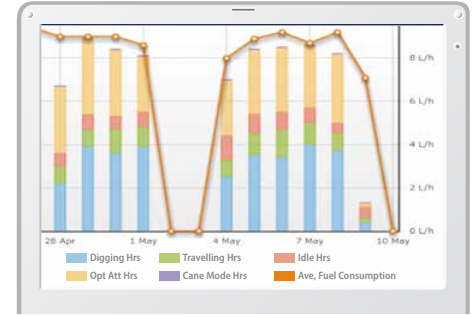 8 L/h
6 L/h
4 L/h
2 L/h
0 L/h
28 Apr 1 May 4 May 7 May 10 May
Digging Hrs Travelling Hrs Idle Hrs
Opt Att Hrs Cane Mode Hrs Ave, Fuel Consumption